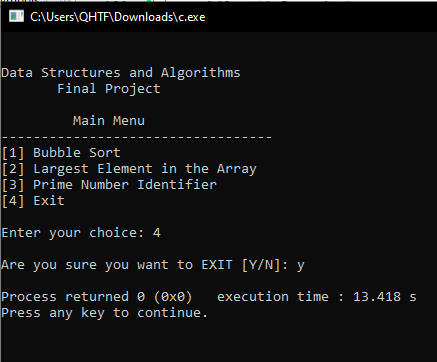 C:\Users\QHTF\Downloads\c.exe
Data Structures and Algorithms
Final Project
Main Menu
----------------------------------
[1] Bubble Sort
[2] Largest Element in the Array
[3] Prime Number Identifier
[4] Exit
Enter your choice: 4
Are you sure you want to EXIT [Y/N]: y
Process returned 0 (0x0)   execution time : 13.418 s
Press any key to continue.